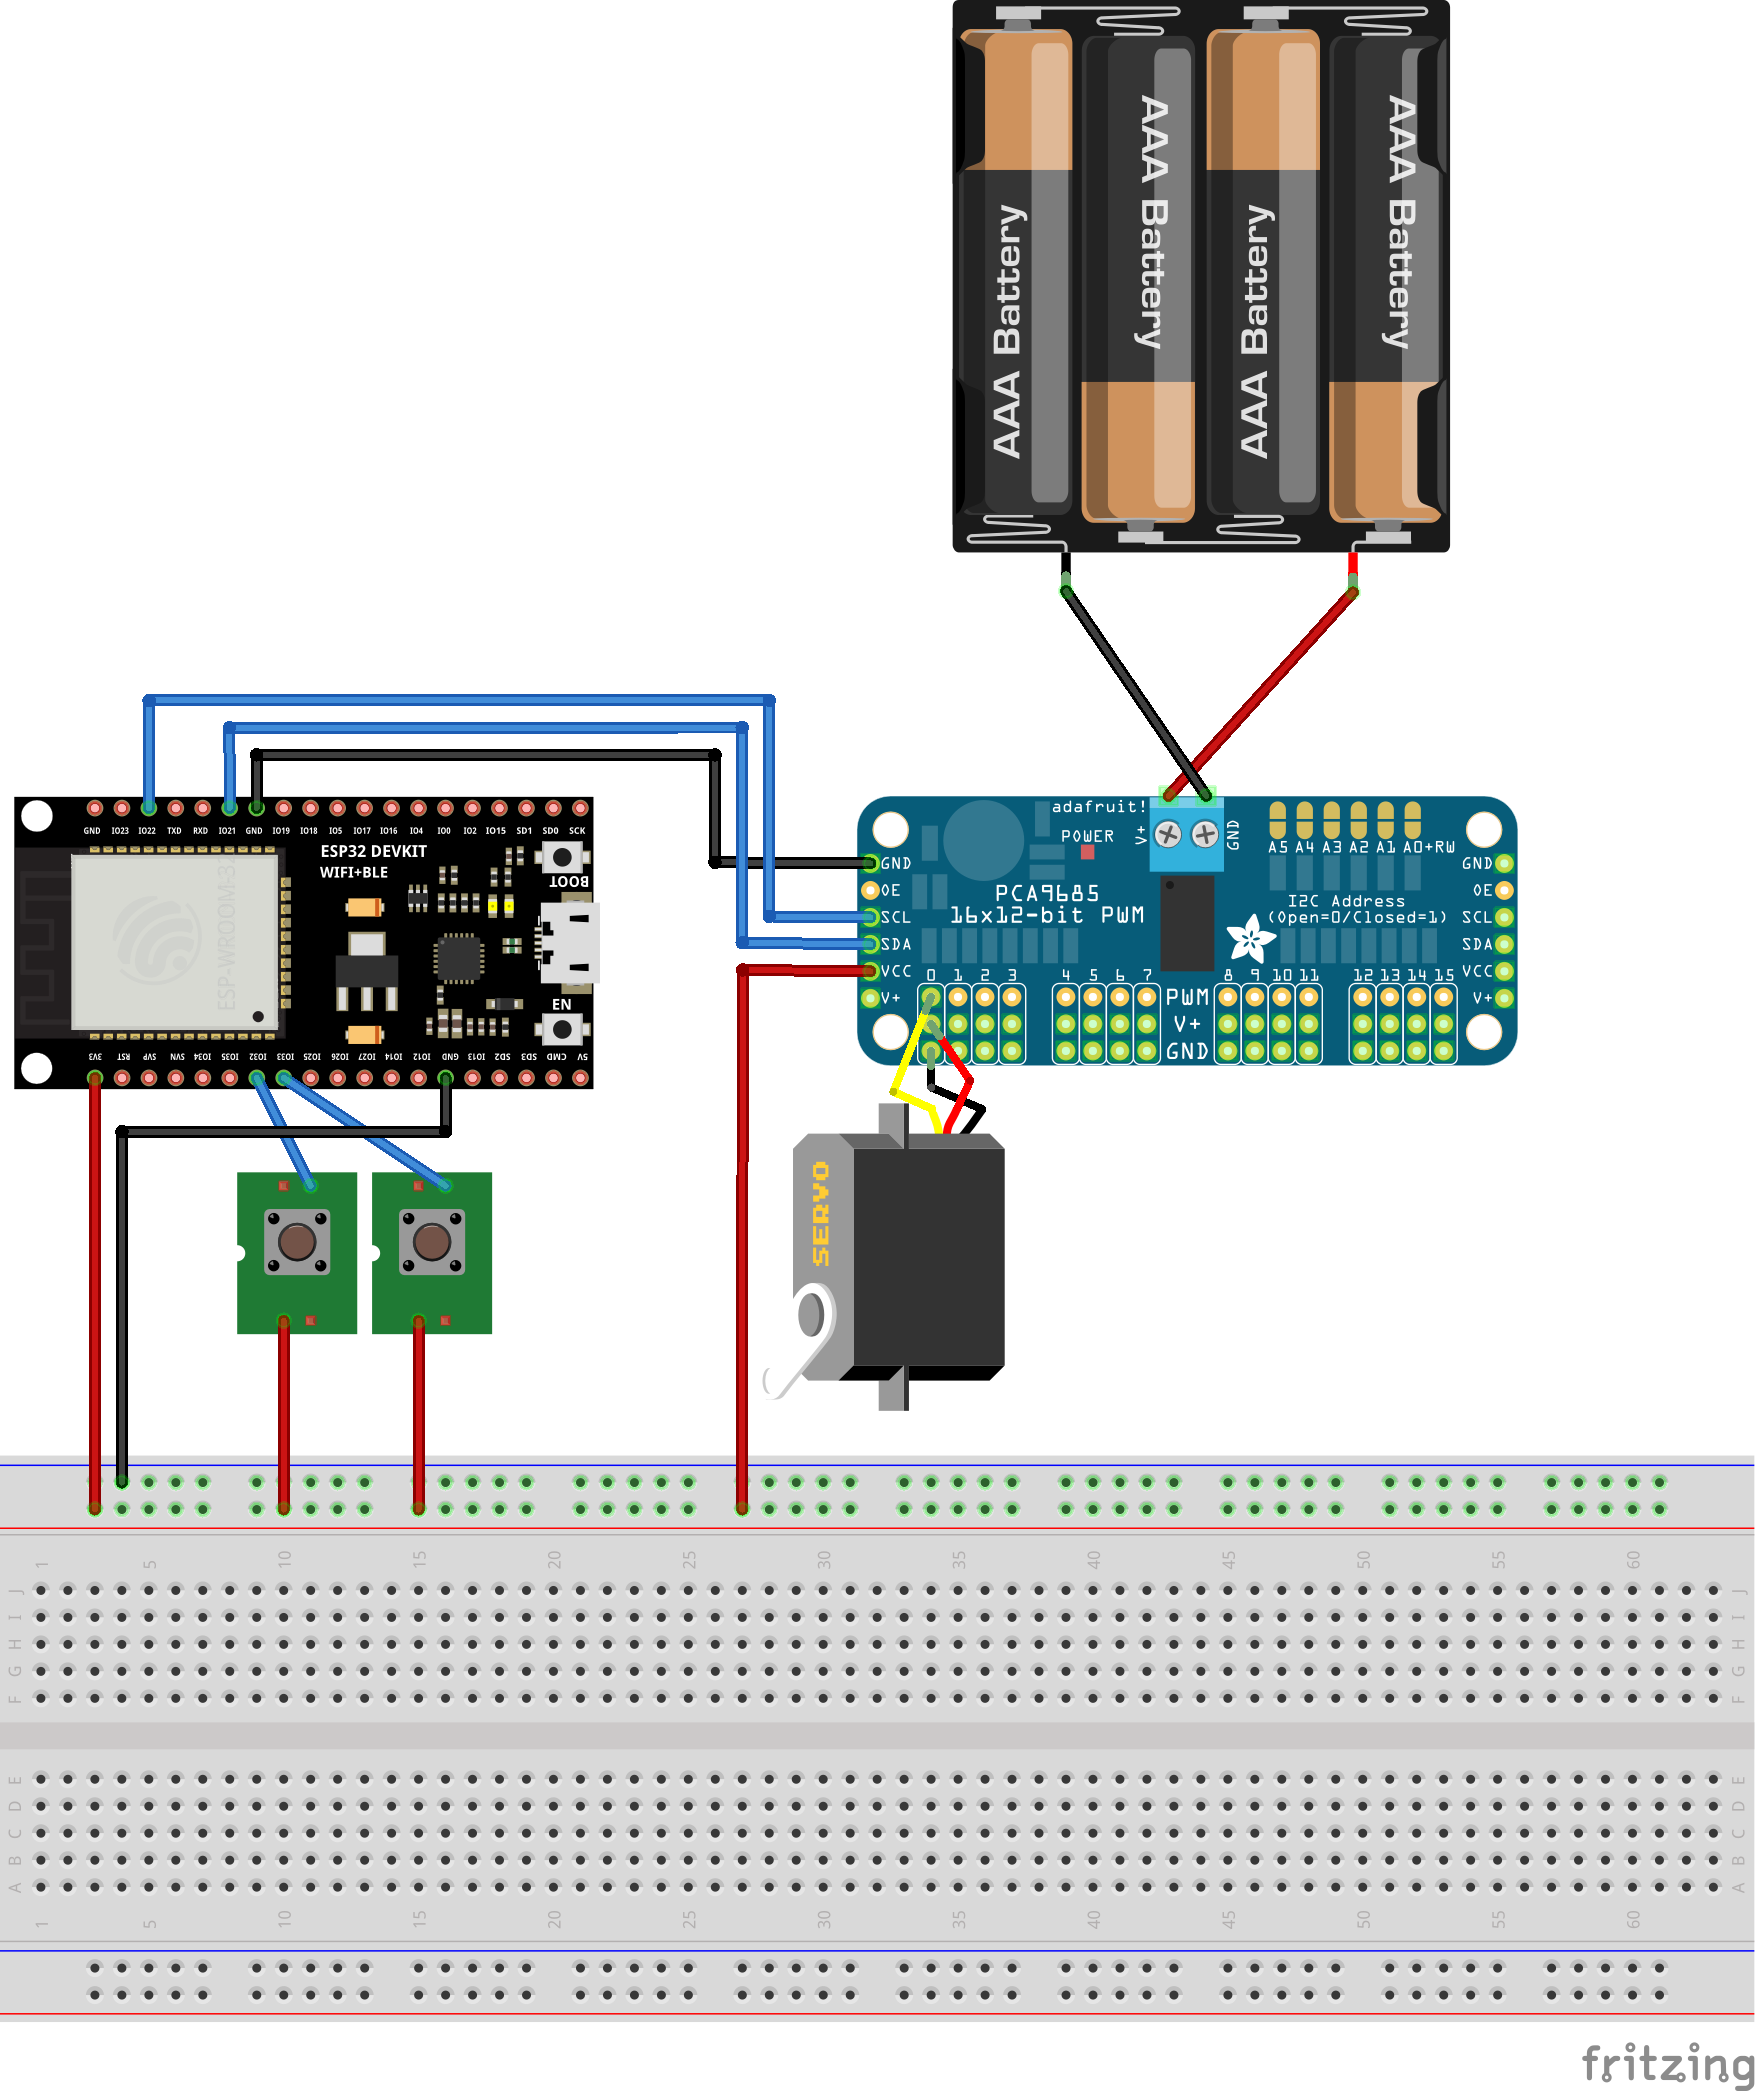 AAA Battery
AAA Battery
AAA Battery
AAA Battery
GND IO23 IO22 TXD RXD IO21 GND IO19 IO18 IO5 IO17 IO16 IO4 IO0 IO2 IO15 SD1 SD0 SCK
ESP32 DEVKIT
WIFI+BLE
BOOT
ESP-WROOM-32
EN
3V3 RST SVP SVN IO34 IO35 IO32 IO33 IO25 IO26 IO27 IO14 IO12 GND IO13 SD2 SD3 CMD 5V
adafruit!
POWER
V+
GND
A5 A4 A3 A2 A1 A0+RW
GND
OE
SCL
SDA
VCC
V+
PCA9685
16x12-bit PWM
I2C Address
(Open=0/Closed=1)
GND
OE
SCL
SDA
VCC
V+
0 1 2 3 4 5 6 7 8 9 10 11 12 13 14 15
PWM
V+
GND
SERVO
1 5 10 15 20 25 30 35 40 45 50 55 60
J J
I I
H H
G G
F F
E E
D D
C C
B B
A A
1 5 10 15 20 25 30 35 40 45 50 55 60
fritzing